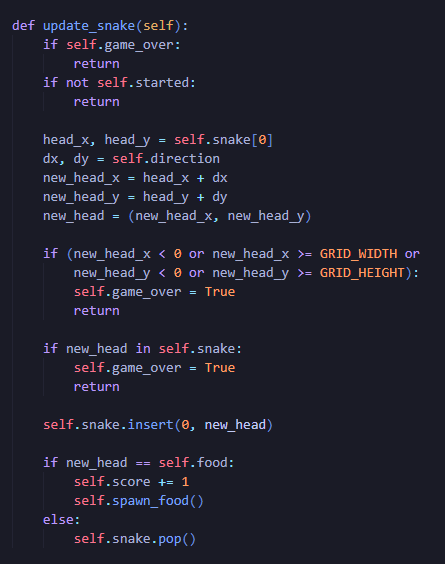 def update_snake(self):
    if self.game_over:
        return
    if not self.started:
        return

    head_x, head_y = self.snake[0]
    dx, dy = self.direction
    new_head_x = head_x + dx
    new_head_y = head_y + dy
    new_head = (new_head_x, new_head_y)

    if (new_head_x < 0 or new_head_x >= GRID_WIDTH or
        new_head_y < 0 or new_head_y >= GRID_HEIGHT):
        self.game_over = True
        return

    if new_head in self.snake:
        self.game_over = True
        return

    self.snake.insert(0, new_head)

    if new_head == self.food:
        self.score += 1
        self.spawn_food()
    else:
        self.snake.pop()